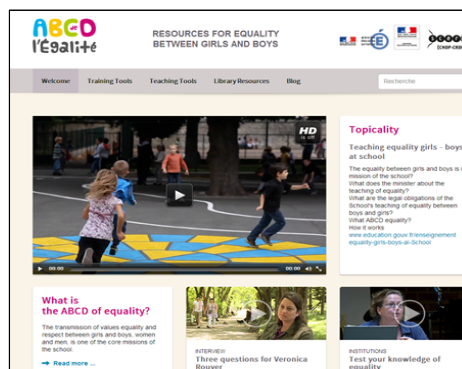 ABCD
l'Égalité
RESOURCES FOR EQUALITY
BETWEEN GIRLS AND BOYS
Welcome
Training Tools
Teaching Tools
Library Resources
Blog
Recherche
HD
00:00
00:00
Topicality
Teaching equality girls - boys
at school
The equality between girls and boys is a
mission of the school?
What does the minister about the
teaching of equality?
What are the legal obligations of the
School's teaching of equality between
boys and girls?
What ABCD equality?
How it works
www.education.gouv.fr/enseignement
equality-girls-boys-at-School
What is
the ABCD of equality?
The transmission of values equality and
respect between girls and boys, women
and men, is one of the core missions of
the school.
Read more ...
INTERVIEW
Three questions for Veronica
Rouyer
INSTITUTIONS
Test your knowledge of
equality